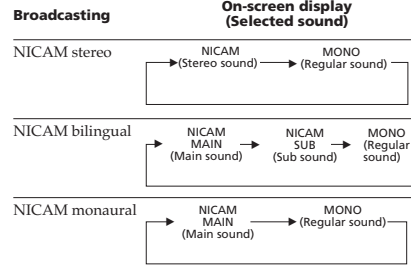 Broadcasting
On-screen display
(Selected sound)
NICAM stereo
NICAM
(Stereo sound)
MONO
(Regular sound)
NICAM bilingual
NICAM
MAIN
(Main sound)
NICAM
SUB
(Sub sound)
MONO
(Regular
sound)
NICAM monaural
NICAM
MAIN
(Main sound)
MONO
(Regular sound)